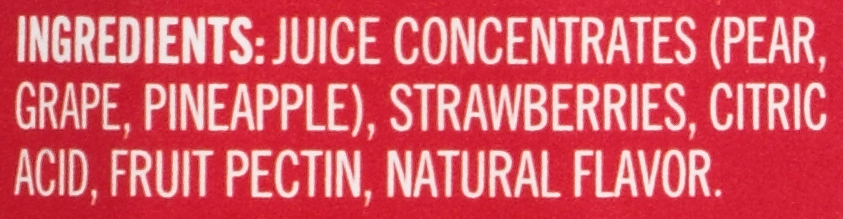 INGREDIENTS: JUICE CONCENTRATES (PEAR,
GRAPE, PINEAPPLE), STRAWBERRIES, CITRIC
ACID, FRUIT PECTIN, NATURAL FLAVOR.